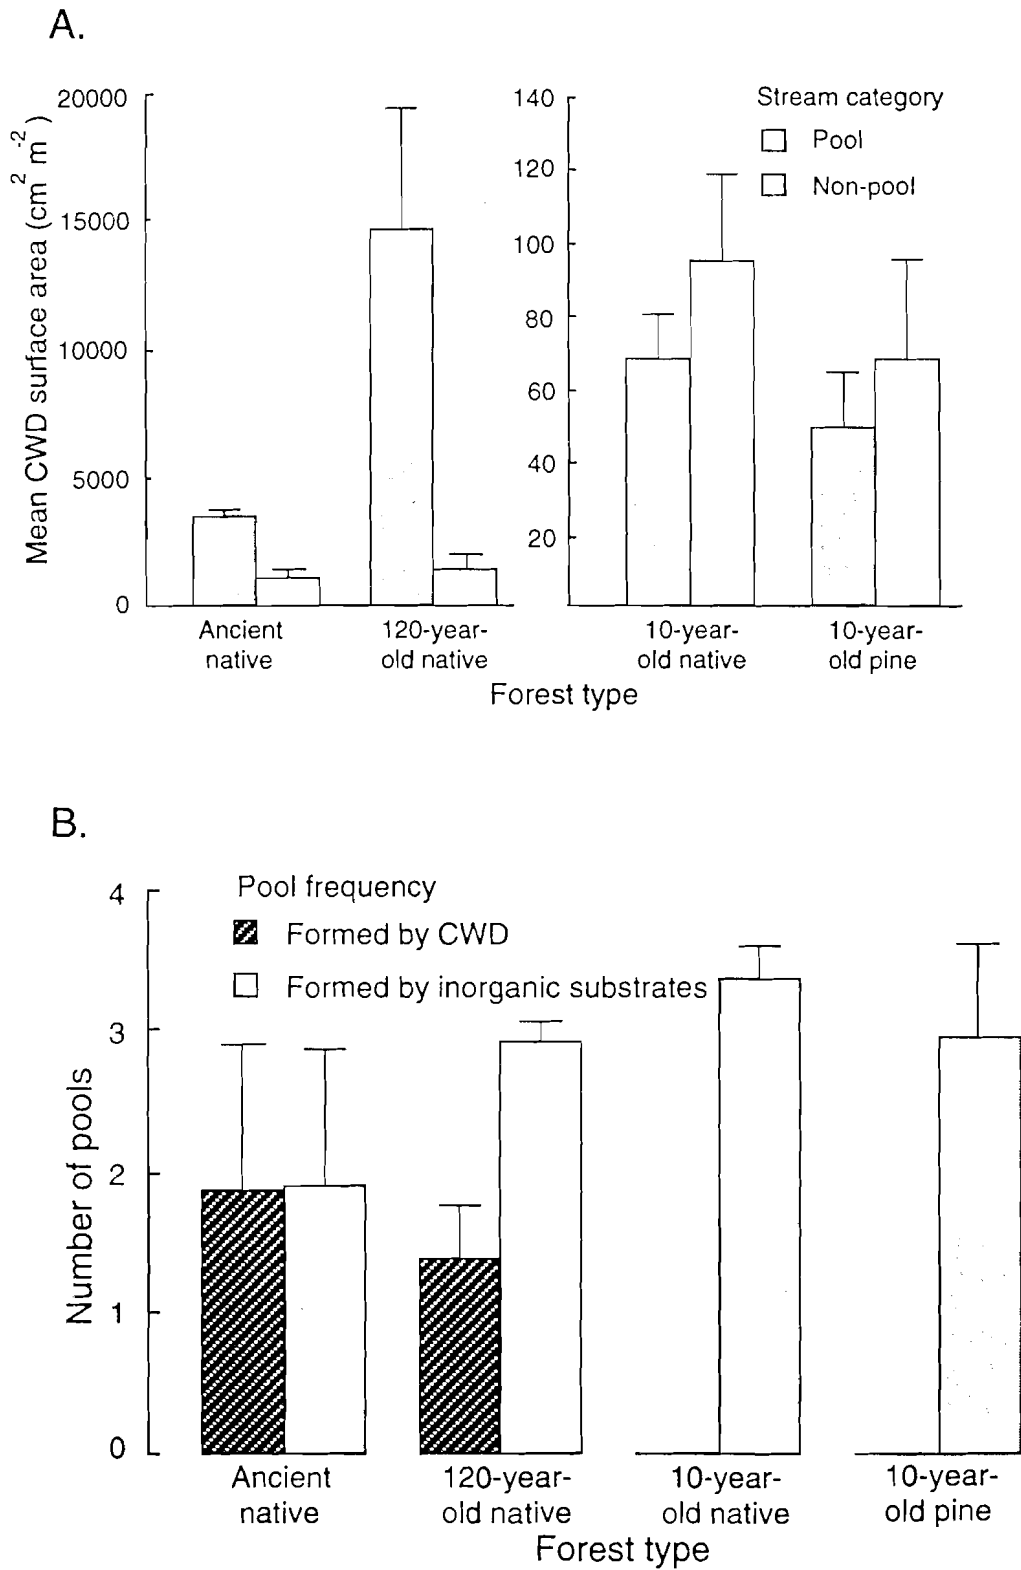 A.
Mean CWD surface area (cm2 m-2)
20000
15000
10000
5000
0
140
120
100
80
60
40
20
Stream category
Pool
Non-pool
Ancient
native
120-year-
old native
10-year-
old native
10-year-
old pine
Forest type
B.
Number of pools
4
3
2
1
0
Pool frequency
Formed by CWD
Formed by inorganic substrates
Ancient
native
120-year-
old native
10-year-
old native
10-year-
old pine
Forest type